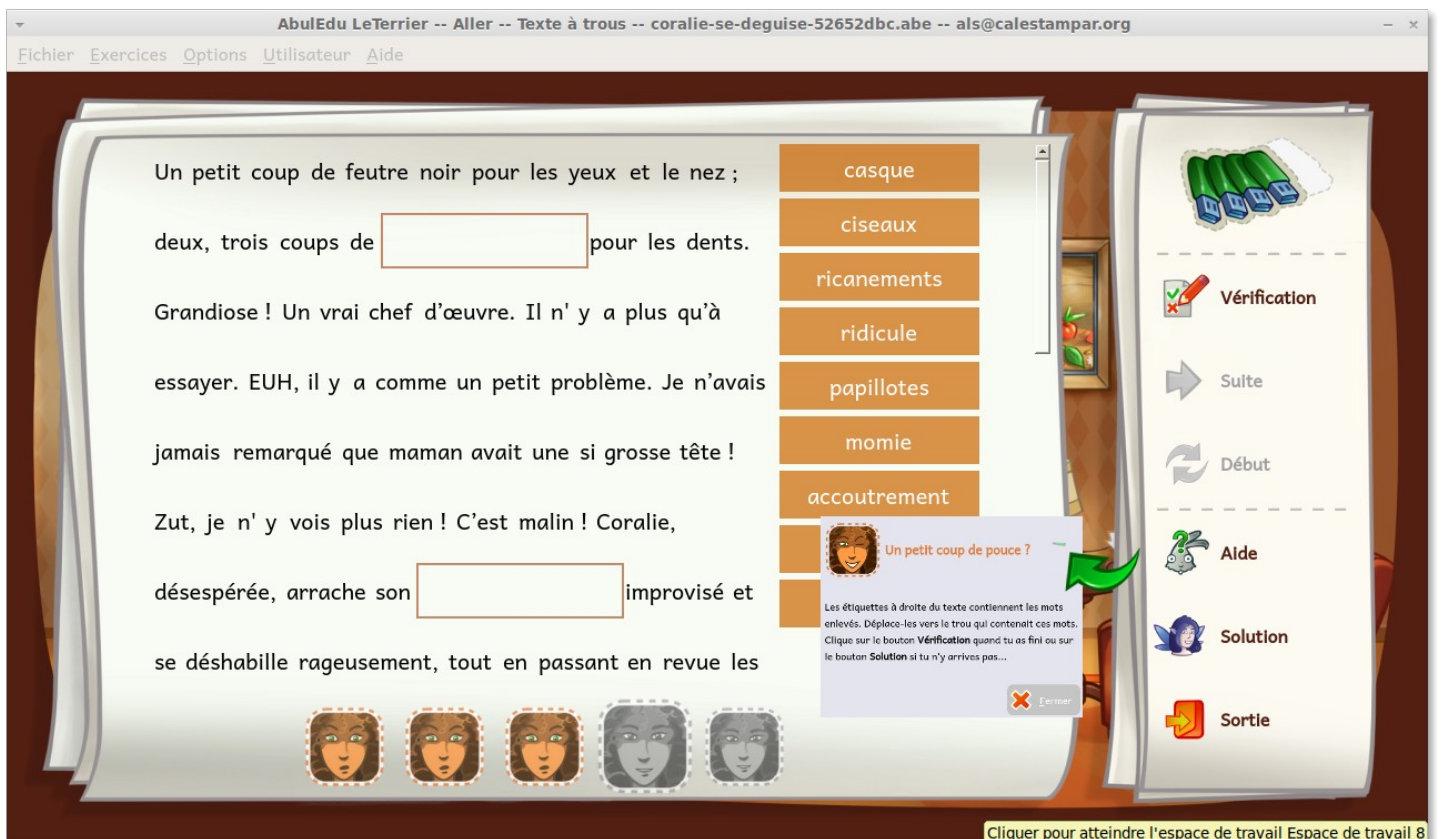 AbulEdu LeTerrier -- Aller -- Texte à trous -- coralie-se-deguise-52652dbc.abe -- als@calestampar.org
Fichier Exercices Options Utilisateur Aide
Un petit coup de feutre noir pour les yeux et le nez ;
deux, trois coups de pour les dents.
Grandiose ! Un vrai chef d’œuvre. Il n' y a plus qu’à
essayer. EUH, il y a comme un petit problème. Je n’avais
jamais remarqué que maman avait une si grosse tête !
Zut, je n' y vois plus rien ! C’est malin ! Coralie,
désespérée, arrache son improvisé et
se déshabille rageusement, tout en passant en revue les
casque
ciseaux
ricanements
ridicule
papillotes
momie
accoutrement
Un petit coup de pouce ?
Les étiquettes à droite du texte contiennent les mots
enlevés. Déplace-les vers le trou qui contenait ces mots.
Clique sur le bouton Vérification quand tu as fini ou sur
le bouton Solution si tu n'y arrives pas...
Fermer
Vérification
Suite
Début
Aide
Solution
Sortie
Cliquer pour atteindre l'espace de travail Espace de travail 8